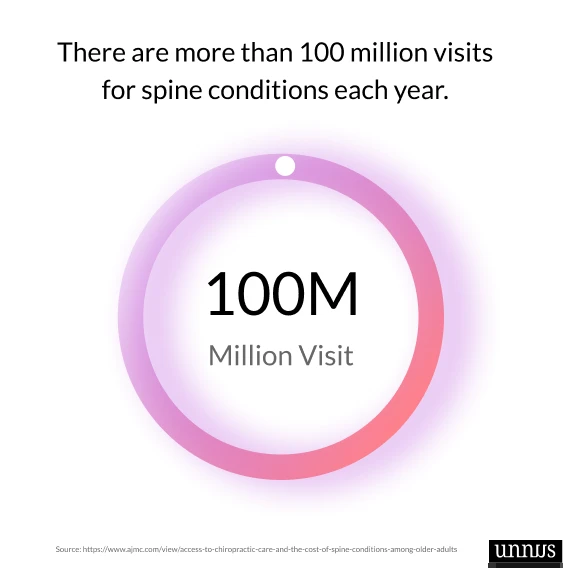 There are more than 100 million visits
for spine conditions each year.
100M
Million Visit
Source: https://www.ajmc.com/view/access-to-chiropractic-care-and-the-cost-of-spine-conditions-among-older-adults